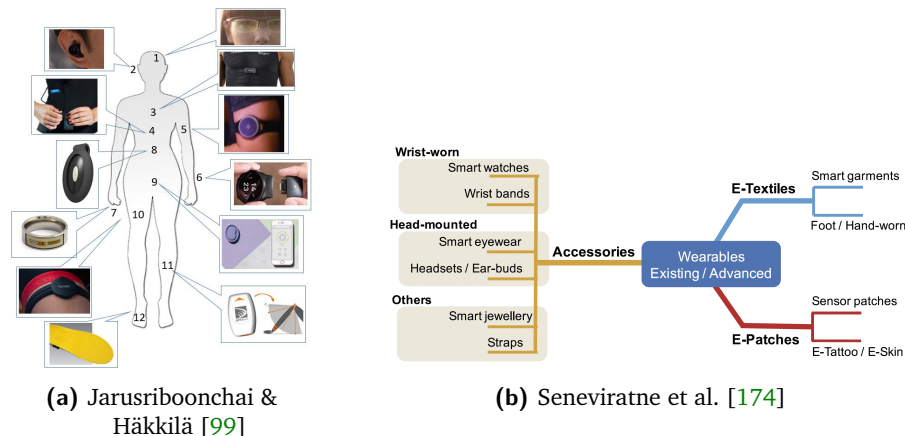 1
2
3
4
5
6
7
8
9
10
11
12
Wrist-worn
Smart watches
Wrist bands
Head-mounted
Smart eyewear
Headsets / Ear-buds
Others
Smart jewellery
Straps
Accessories
Wearables
Existing / Advanced
E-Textiles
Smart garments
Foot / Hand-worn
E-Patches
Sensor patches
E-Tattoo / E-Skin
(a) Jarusriboonchai &
Häkkilä [99]
(b) Seneviratne et al. [174]